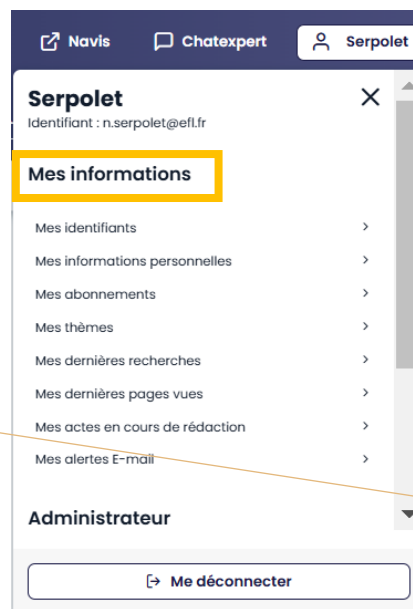 Navis Chatexpert Serpolet
Serpolet
Identifiant : n.serpolet@efl.fr
Mes informations
Mes identifiants
Mes informations personnelles
Mes abonnements
Mes thèmes
Mes dernières recherches
Mes dernières pages vues
Mes actes en cours de rédaction
Mes alertes E-mail
Administrateur
Me déconnecter